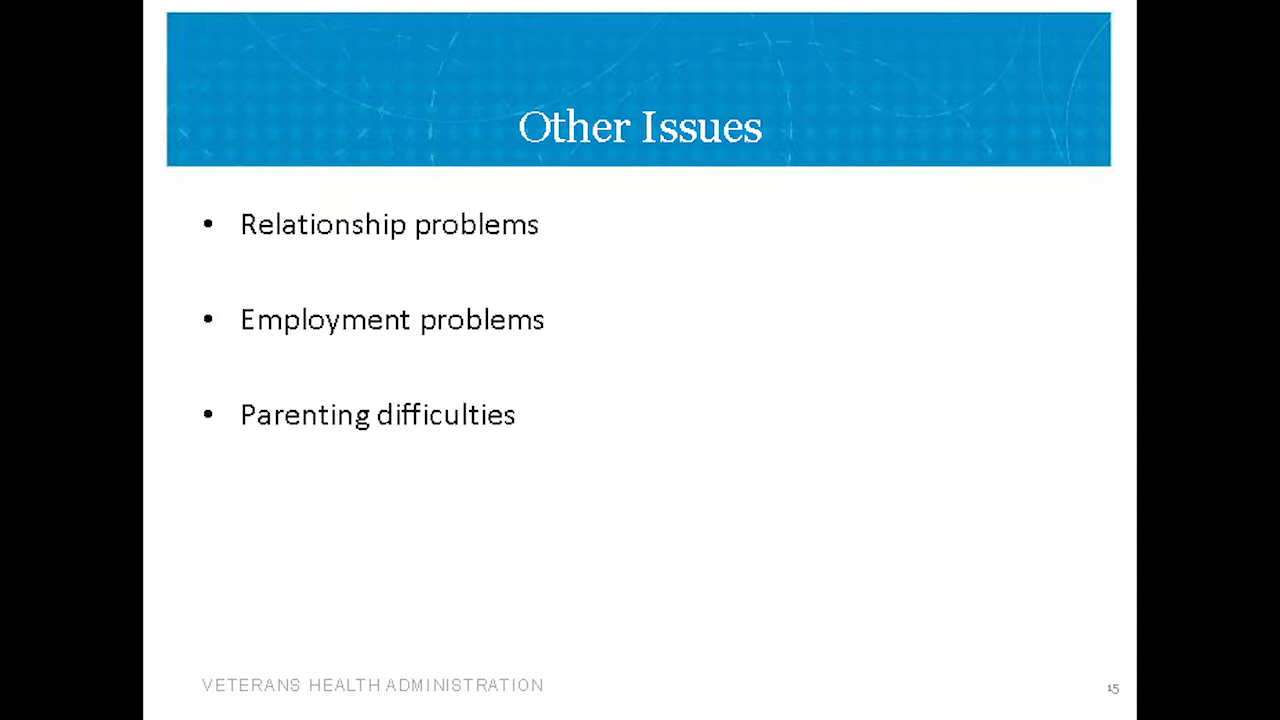 Other Issues
• Relationship problems
• Employment problems
• Parenting difficulties
VETERANS HEALTH ADMINISTRATION
15